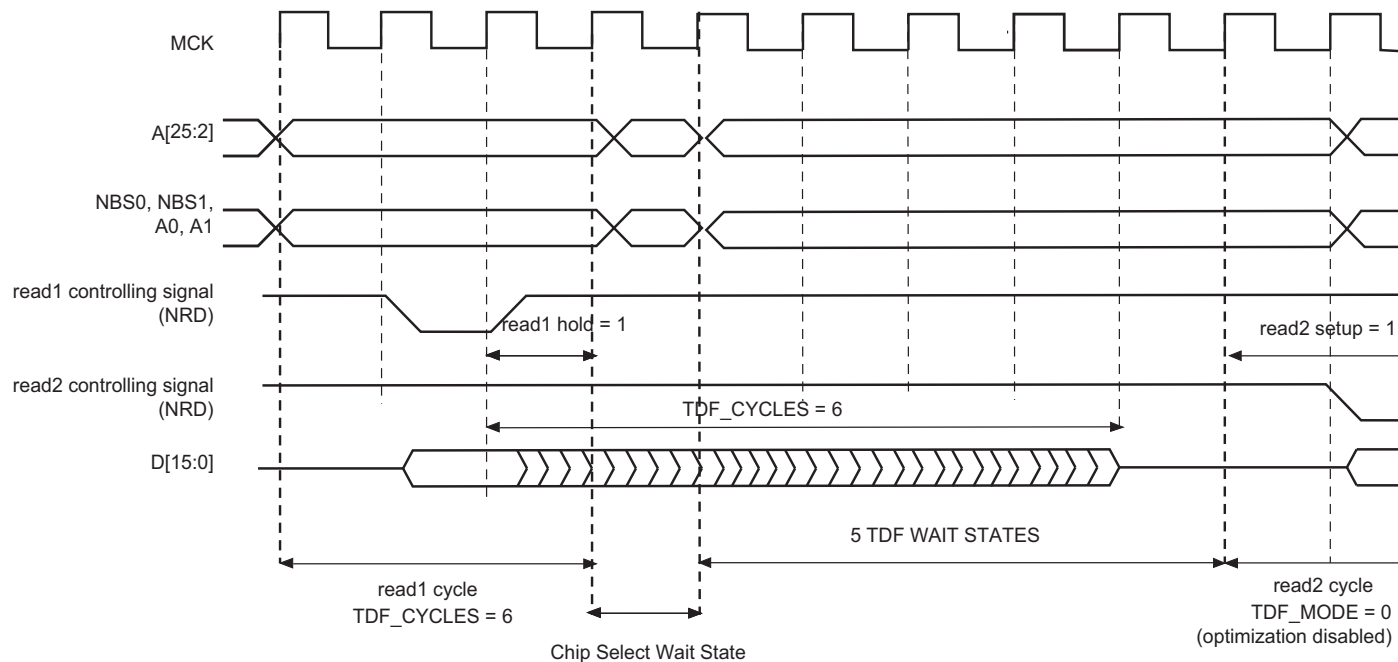 MCK
A[25:2]
NBS0, NBS1,
A0, A1
read1 controlling signal
(NRD)
read1 hold = 1
read2 setup = 1
read2 controlling signal
(NRD)
TDF_CYCLES = 6
D[15:0]
5 TDF WAIT STATES
read1 cycle
TDF_CYCLES = 6
read2 cycle
TDF_MODE = 0
(optimization disabled)
Chip Select Wait State